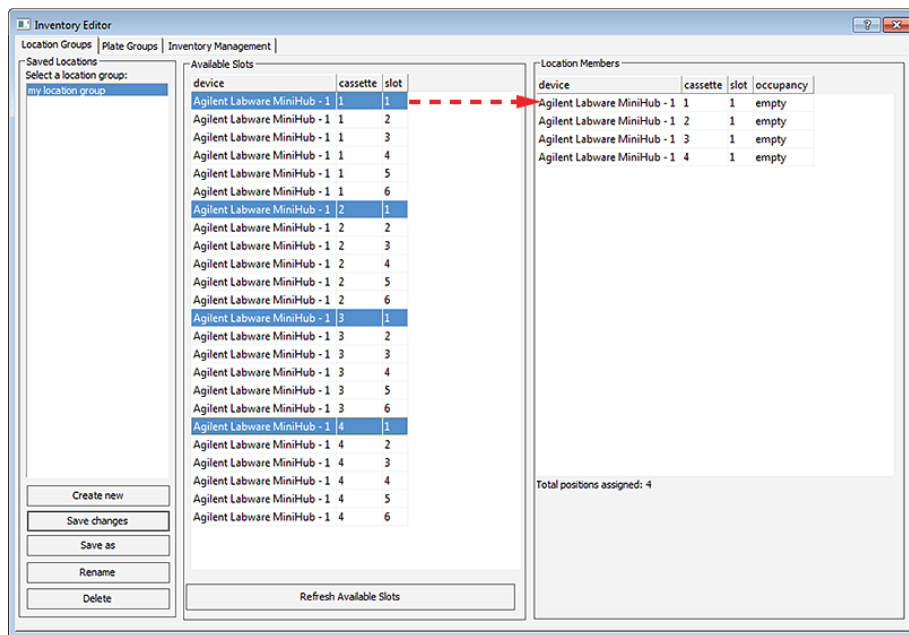 Inventory Editor
Location Groups Plate Groups Inventory Management
Saved Locations
Select a location group:
my location group
Create new
Save changes
Save as
Rename
Delete
Available Slots
device cassette slot
Agilent Labware MiniHub - 1 1 1
Agilent Labware MiniHub - 1 1 2
Agilent Labware MiniHub - 1 1 3
Agilent Labware MiniHub - 1 1 4
Agilent Labware MiniHub - 1 1 5
Agilent Labware MiniHub - 1 1 6
Agilent Labware MiniHub - 1 2 1
Agilent Labware MiniHub - 1 2 2
Agilent Labware MiniHub - 1 2 3
Agilent Labware MiniHub - 1 2 4
Agilent Labware MiniHub - 1 2 5
Agilent Labware MiniHub - 1 2 6
Agilent Labware MiniHub - 1 3 1
Agilent Labware MiniHub - 1 3 2
Agilent Labware MiniHub - 1 3 3
Agilent Labware MiniHub - 1 3 4
Agilent Labware MiniHub - 1 3 5
Agilent Labware MiniHub - 1 3 6
Agilent Labware MiniHub - 1 4 1
Agilent Labware MiniHub - 1 4 2
Agilent Labware MiniHub - 1 4 3
Agilent Labware MiniHub - 1 4 4
Agilent Labware MiniHub - 1 4 5
Agilent Labware MiniHub - 1 4 6
Refresh Available Slots
Location Members
device cassette slot occupancy
Agilent Labware MiniHub - 1 1 1 empty
Agilent Labware MiniHub - 1 2 1 empty
Agilent Labware MiniHub - 1 3 1 empty
Agilent Labware MiniHub - 1 4 1 empty
Total positions assigned: 4